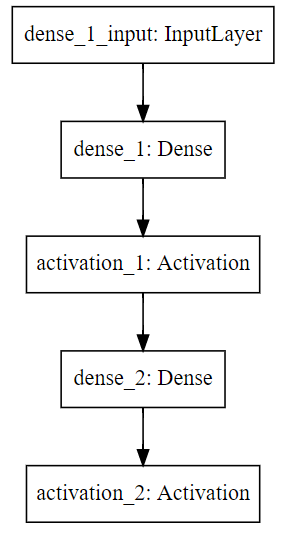 dense_1_input: InputLayer
dense_1: Dense
activation_1: Activation
dense_2: Dense
activation_2: Activation